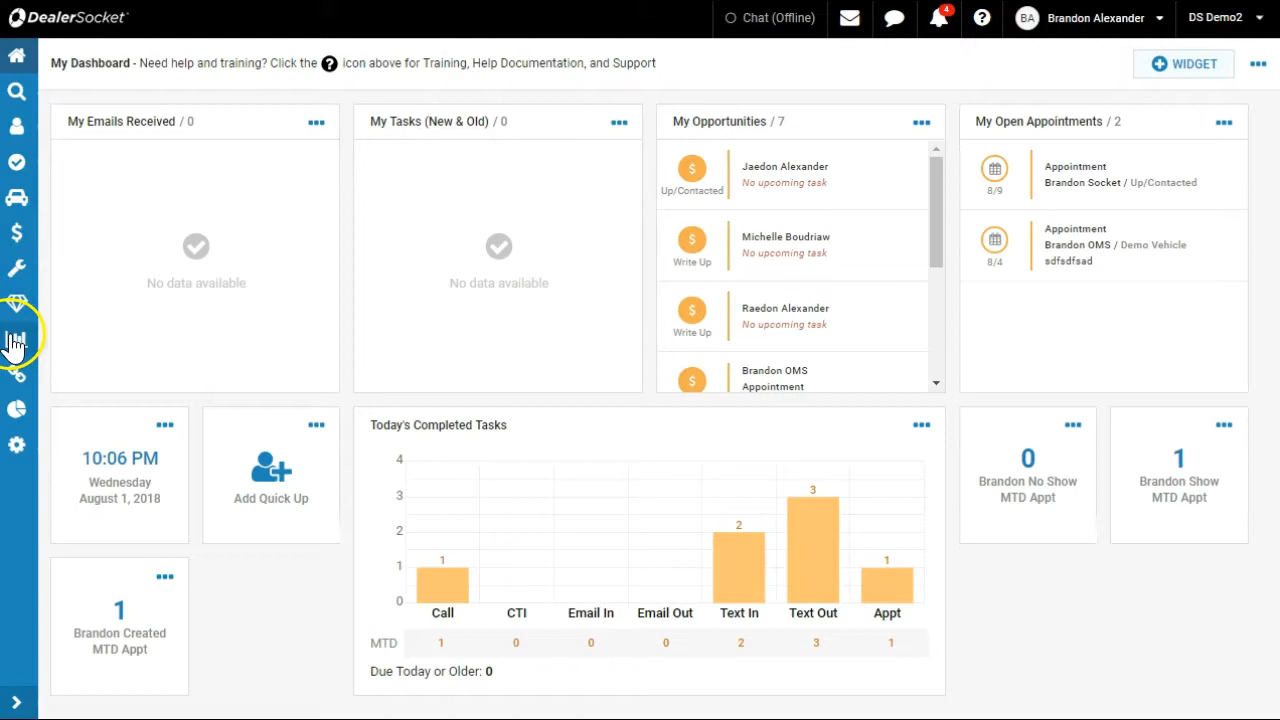 DealerSocket
Chat (Offline)
4
BA
Brandon Alexander
DS Demo2
My Dashboard - Need help and training? Click the ? icon above for Training, Help Documentation, and Support
WIDGET
My Emails Received / 0
No data available
My Tasks (New & Old) / 0
No data available
My Opportunities / 7
$
Up/Contacted
Jaedon Alexander
No upcoming task
$
Write Up
Michelle Boudriaw
No upcoming task
$
Write Up
Raedon Alexander
No upcoming task
$
Brandon OMS
Appointment
My Open Appointments / 2
8/9
Appointment
Brandon Socket / Up/Contacted
8/4
Appointment
Brandon OMS / Demo Vehicle
sdfsdfsad
10:06 PM
Wednesday
August 1, 2018
Add Quick Up
Today's Completed Tasks
4
3
2
1
0
1
2
3
1
Call CTI Email In Email Out Text In Text Out Appt
MTD 1 0 0 0 2 3 1
Due Today or Older: 0
0
Brandon No Show
MTD Appt
1
Brandon Show
MTD Appt
1
Brandon Created
MTD Appt